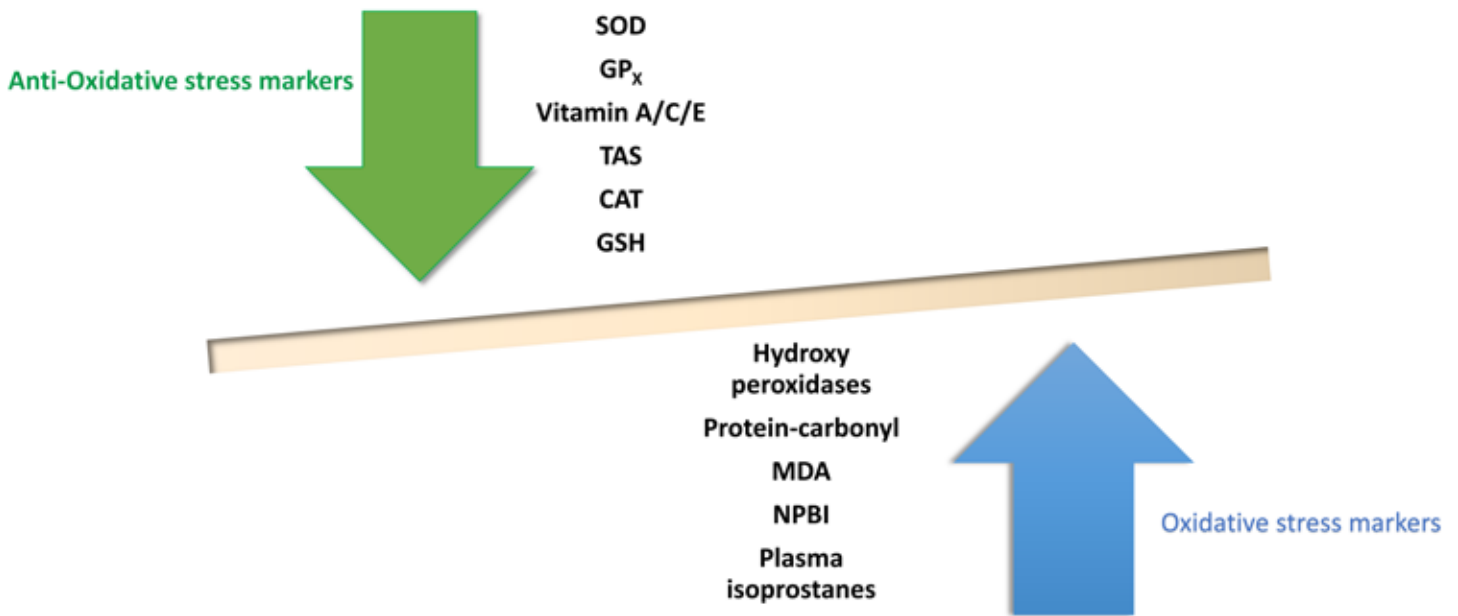 SOD
Anti-Oxidative stress markers
GPX
Vitamin A/C/E
TAS
CAT
GSH
Hydroxy
peroxidases
Protein-carbonyl
MDA
NPBI
Oxidative stress markers
Plasma
isoprostanes